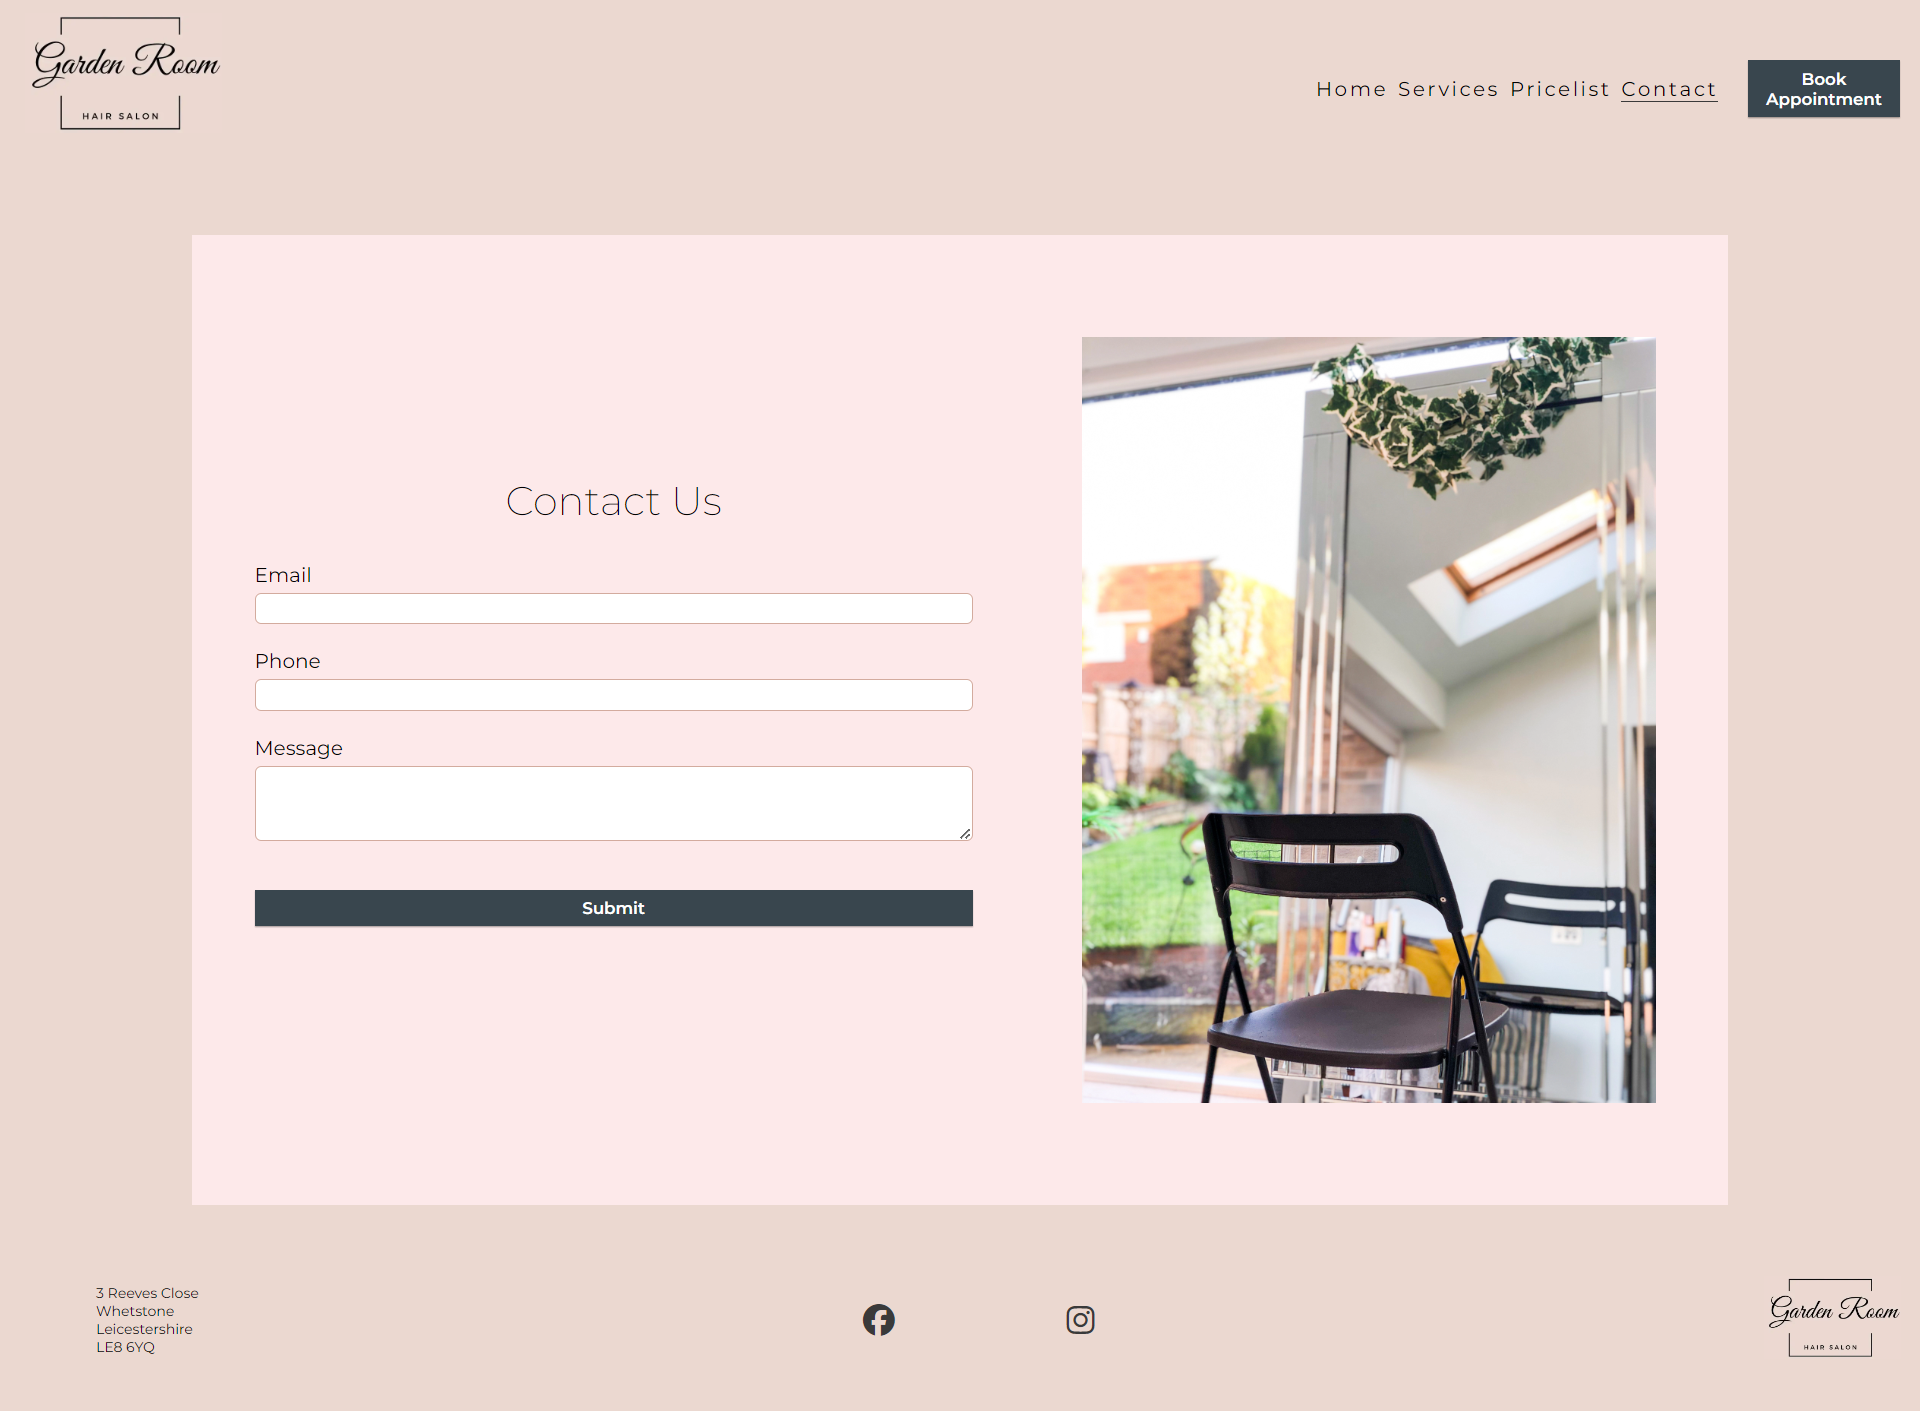 Garden Room
HAIR SALON
Home Services Pricelist Contact
Book
Appointment
Contact Us
Email
Phone
Message
Submit
3 Reeves Close
Whetstone
Leicestershire
LE8 6YQ
Garden Room
HAIR SALON